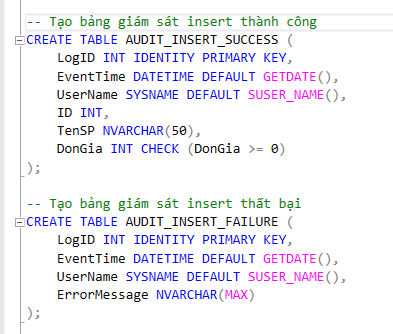 -- Tạo bảng giám sát insert thành công
CREATE TABLE AUDIT_INSERT_SUCCESS (
LogID INT IDENTITY PRIMARY KEY,
EventTime DATETIME DEFAULT GETDATE(),
UserName SYSNAME DEFAULT SUSER_NAME(),
ID INT,
TenSP NVARCHAR(50),
DonGia INT CHECK (DonGia >= 0)
);
-- Tạo bảng giám sát insert thất bại
CREATE TABLE AUDIT_INSERT_FAILURE (
LogID INT IDENTITY PRIMARY KEY,
EventTime DATETIME DEFAULT GETDATE(),
UserName SYSNAME DEFAULT SUSER_NAME(),
ErrorMessage NVARCHAR(MAX)
);